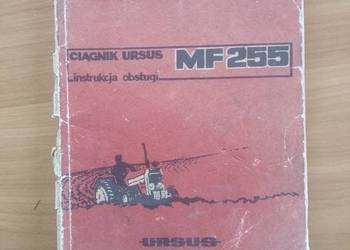 CIĄGNIK URSUS MF255
instrukcja obsługi
URSUS